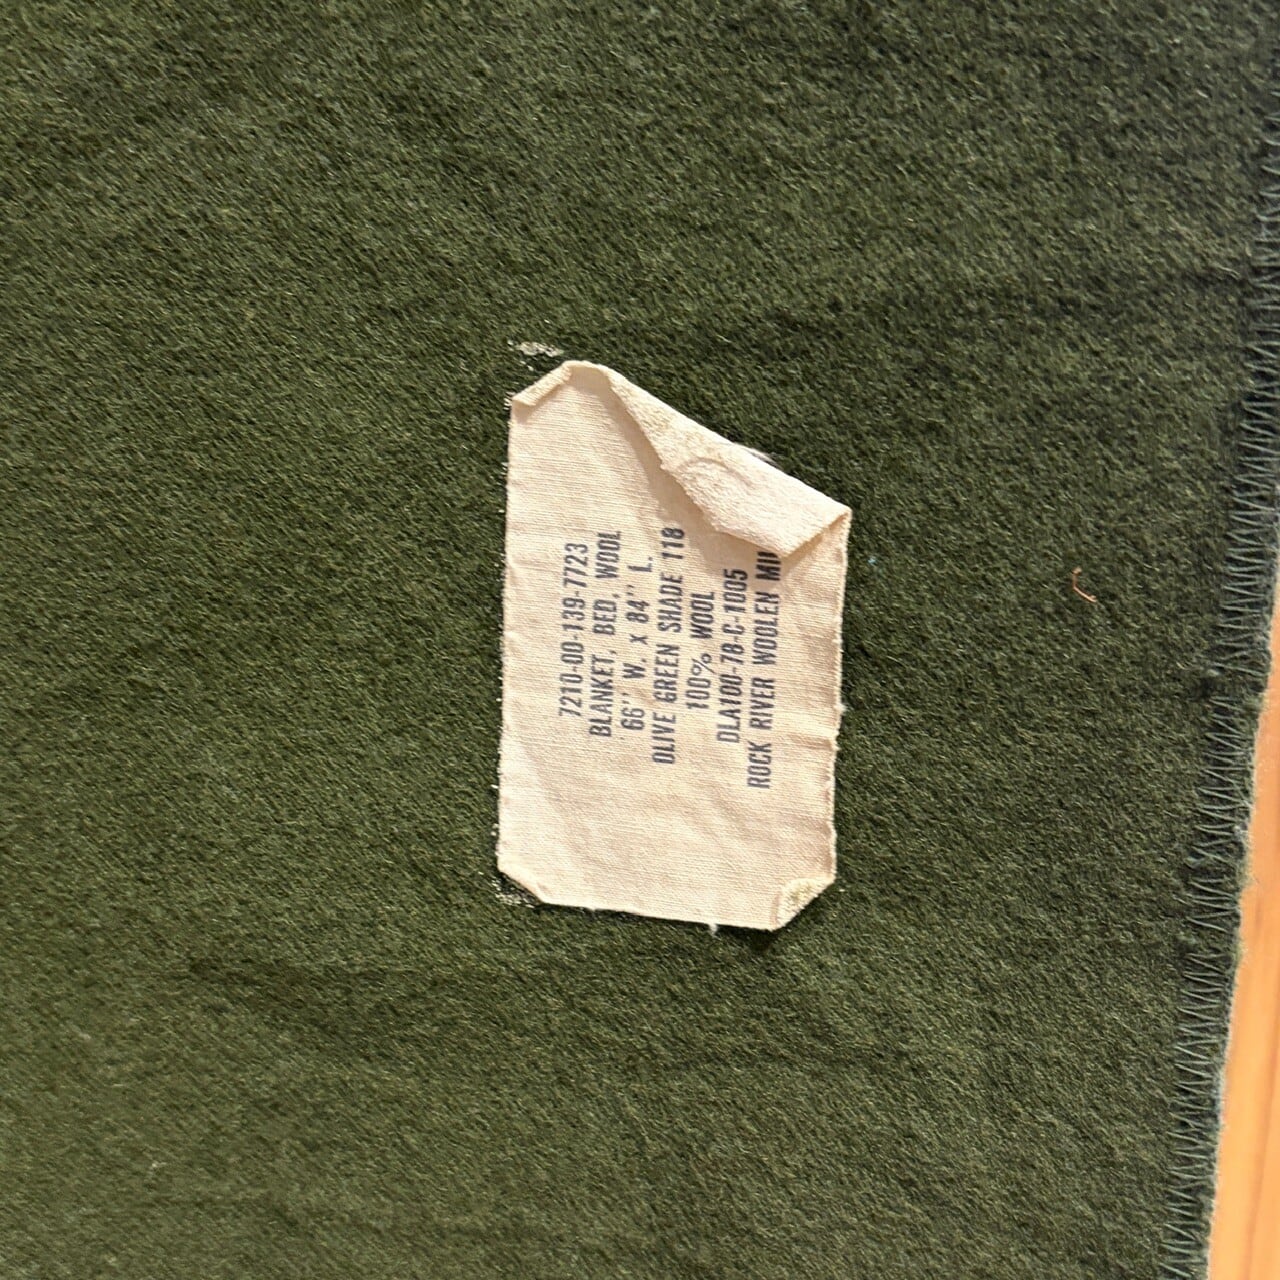 7210-00-139-7723
BLANKET, BED, WOOL
66'' W. x 84'' L.
OLIVE GREEN SHADE 118
100% WOOL
DLA100-78-C-1005
ROCK RIVER WOOLEN